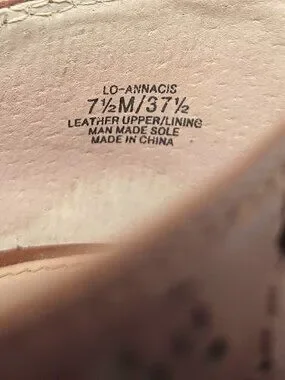 LO-ANNACIS
7½M/37½
LEATHER UPPER/LINING
MAN MADE SOLE
MADE IN CHINA